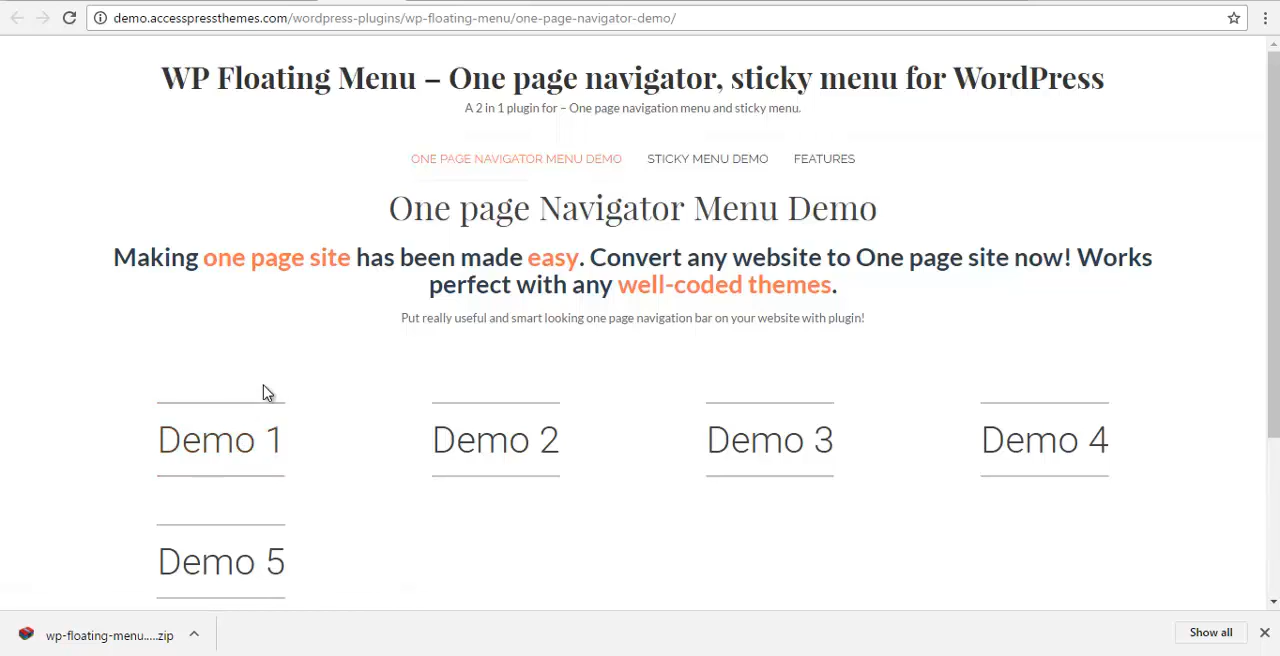 demo.accesspressthemes.com/wordpress-plugins/wp-floating-menu/one-page-navigator-demo/
WP Floating Menu – One page navigator, sticky menu for WordPress
A 2 in 1 plugin for – One page navigation menu and sticky menu.
ONE PAGE NAVIGATOR MENU DEMO STICKY MENU DEMO FEATURES
One page Navigator Menu Demo
Making one page site has been made easy. Convert any website to One page site now! Works
perfect with any well-coded themes.
Put really useful and smart looking one page navigation bar on your website with plugin!
Demo 1 Demo 2 Demo 3 Demo 4
Demo 5
wp-floating-menu....zip Show all